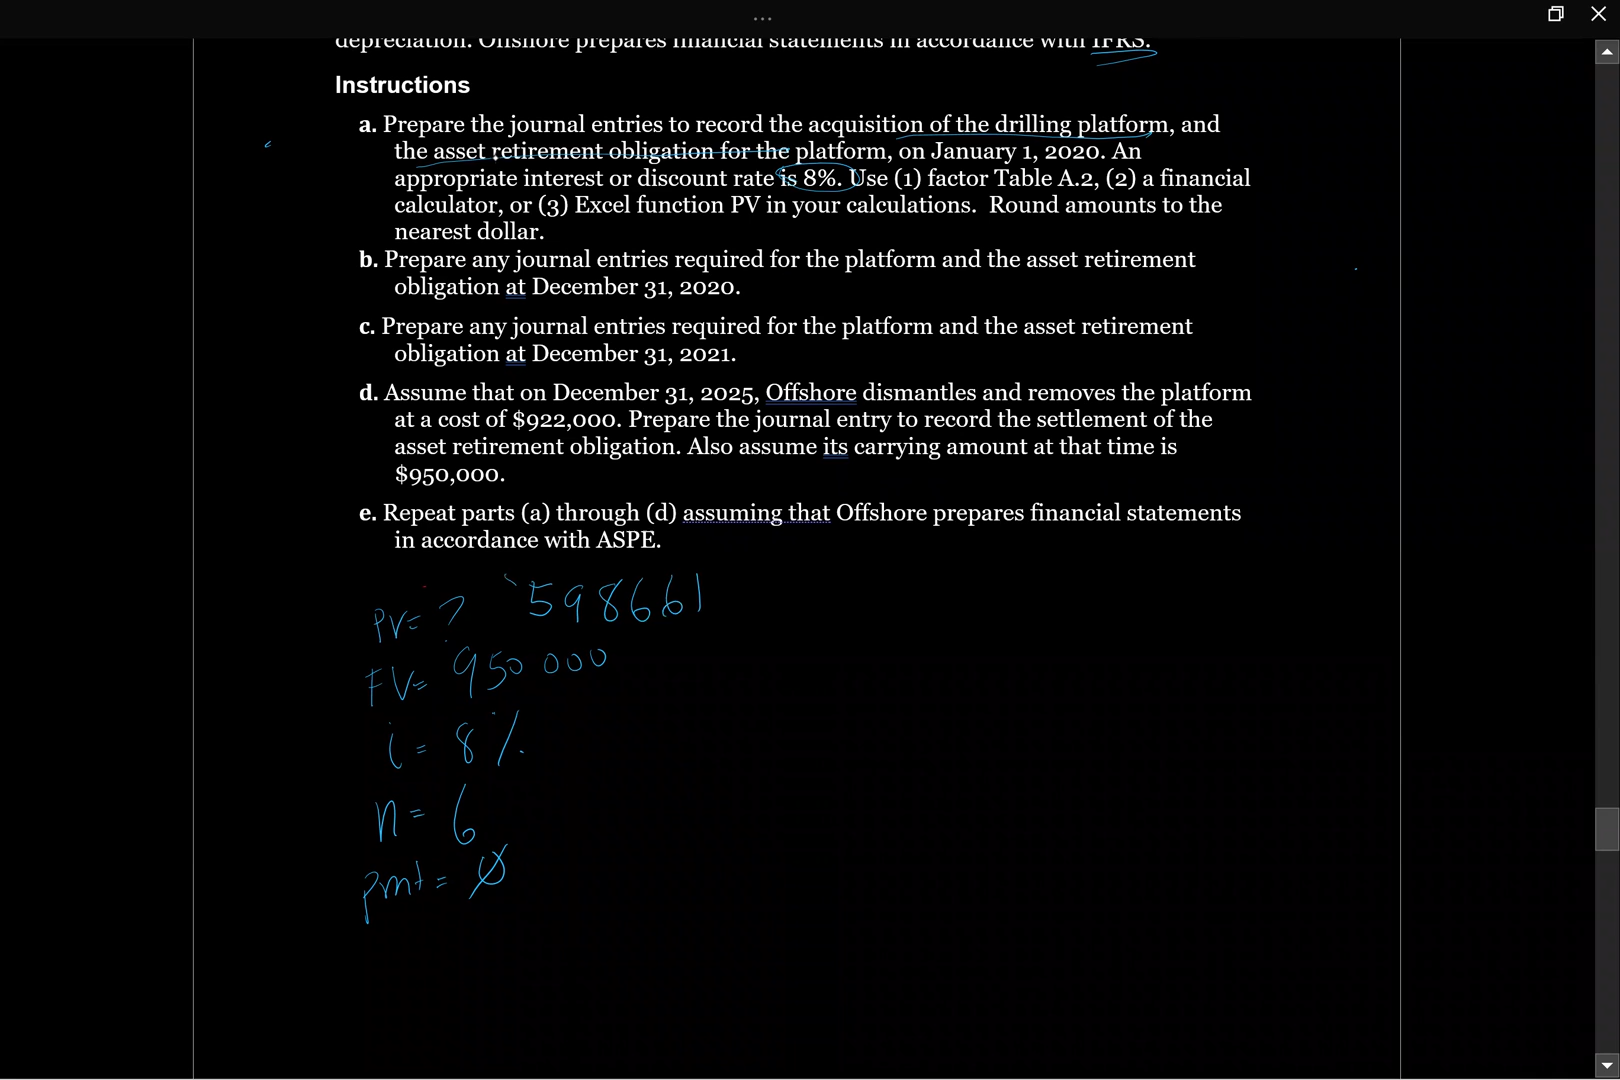 depreciation. Offshore prepares financial statements in accordance with IFRS.
Instructions
a. Prepare the journal entries to record the acquisition of the drilling platform, and
the asset retirement obligation for the platform, on January 1, 2020. An
appropriate interest or discount rate is 8%. Use (1) factor Table A.2, (2) a financial
calculator, or (3) Excel function PV in your calculations. Round amounts to the
nearest dollar.
b. Prepare any journal entries required for the platform and the asset retirement
obligation at December 31, 2020.
c. Prepare any journal entries required for the platform and the asset retirement
obligation at December 31, 2021.
d. Assume that on December 31, 2025, Offshore dismantles and removes the platform
at a cost of $922,000. Prepare the journal entry to record the settlement of the
asset retirement obligation. Also assume its carrying amount at that time is
$950,000.
e. Repeat parts (a) through (d) assuming that Offshore prepares financial statements
in accordance with ASPE.
PV= ? 598661
FV= 950 000
i = 8%
n = 6
pmt = Ø